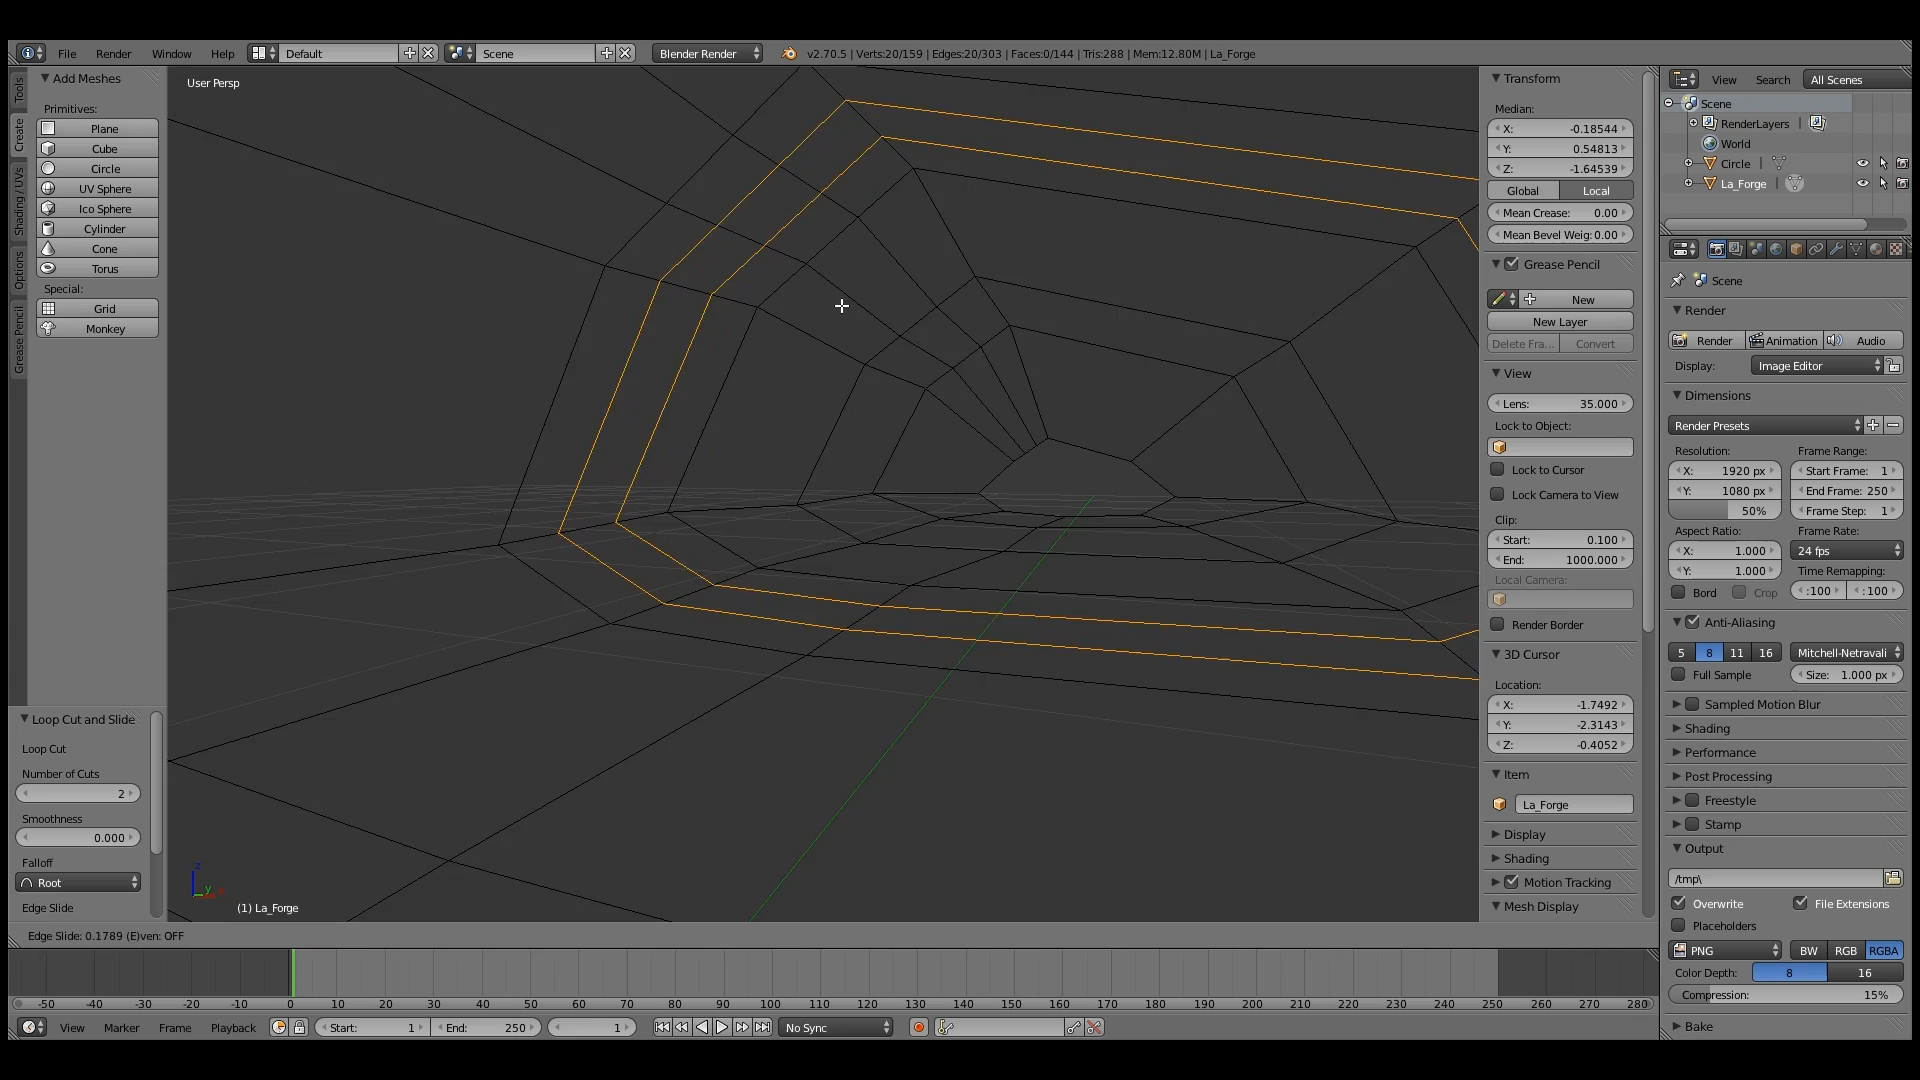 File Render Window Help Default Scene Blender Render v2.70.5 | Verts:20/159 | Edges:20/303 | Faces:0/144 | Tris:288 | Mem:12.80M | La_Forge
Tools
Create
Shading / UVs
Options
Grease Pencil
Add Meshes
Primitives:
Plane
Cube
Circle
UV Sphere
Ico Sphere
Cylinder
Cone
Torus
Special:
Grid
Monkey
Loop Cut and Slide
Loop Cut
Number of Cuts
2
Smoothness
0.000
Falloff
Root
Edge Slide
User Persp
z
y
(1) La_Forge
Edge Slide: 0.1789 (E)ven: OFF
Transform
Median:
X: -0.18544
Y: 0.54813
Z: -1.64539
Global Local
Mean Crease: 0.00
Mean Bevel Weig: 0.00
Grease Pencil
New
New Layer
Delete Fra... Convert
View
Lens: 35.000
Lock to Object:
Lock to Cursor
Lock Camera to View
Clip:
Start: 0.100
End: 1000.000
Local Camera:
Render Border
3D Cursor
Location:
X: -1.7492
Y: -2.3143
Z: -0.4052
Item
La_Forge
Display
Shading
Motion Tracking
Mesh Display
View Search All Scenes
Scene
RenderLayers |
World
Circle |
La_Forge |
Scene
Render
Render Animation Audio
Display: Image Editor
Dimensions
Render Presets
Resolution: Frame Range:
X: 1920 px Start Frame: 1
Y: 1080 px End Frame: 250
50% Frame Step: 1
Aspect Ratio: Frame Rate:
X: 1.000 24 fps
Y: 1.000 Time Remapping:
Bord Crop :100 :100
Anti-Aliasing
5 8 11 16 Mitchell-Netravali
Full Sample Size: 1.000 px
Sampled Motion Blur
Shading
Performance
Post Processing
Freestyle
Stamp
Output
/tmp\
Overwrite File Extensions
Placeholders
PNG BW RGB RGBA
Color Depth: 8 16
Compression: 15%
Bake
-50 -40 -30 -20 -10 0 10 20 30 40 50 60 70 80 90 100 110 120 130 140 150 160 170 180 190 200 210 220 230 240 250 260 270 280
View Marker Frame Playback Start: 1 End: 250 1 No Sync